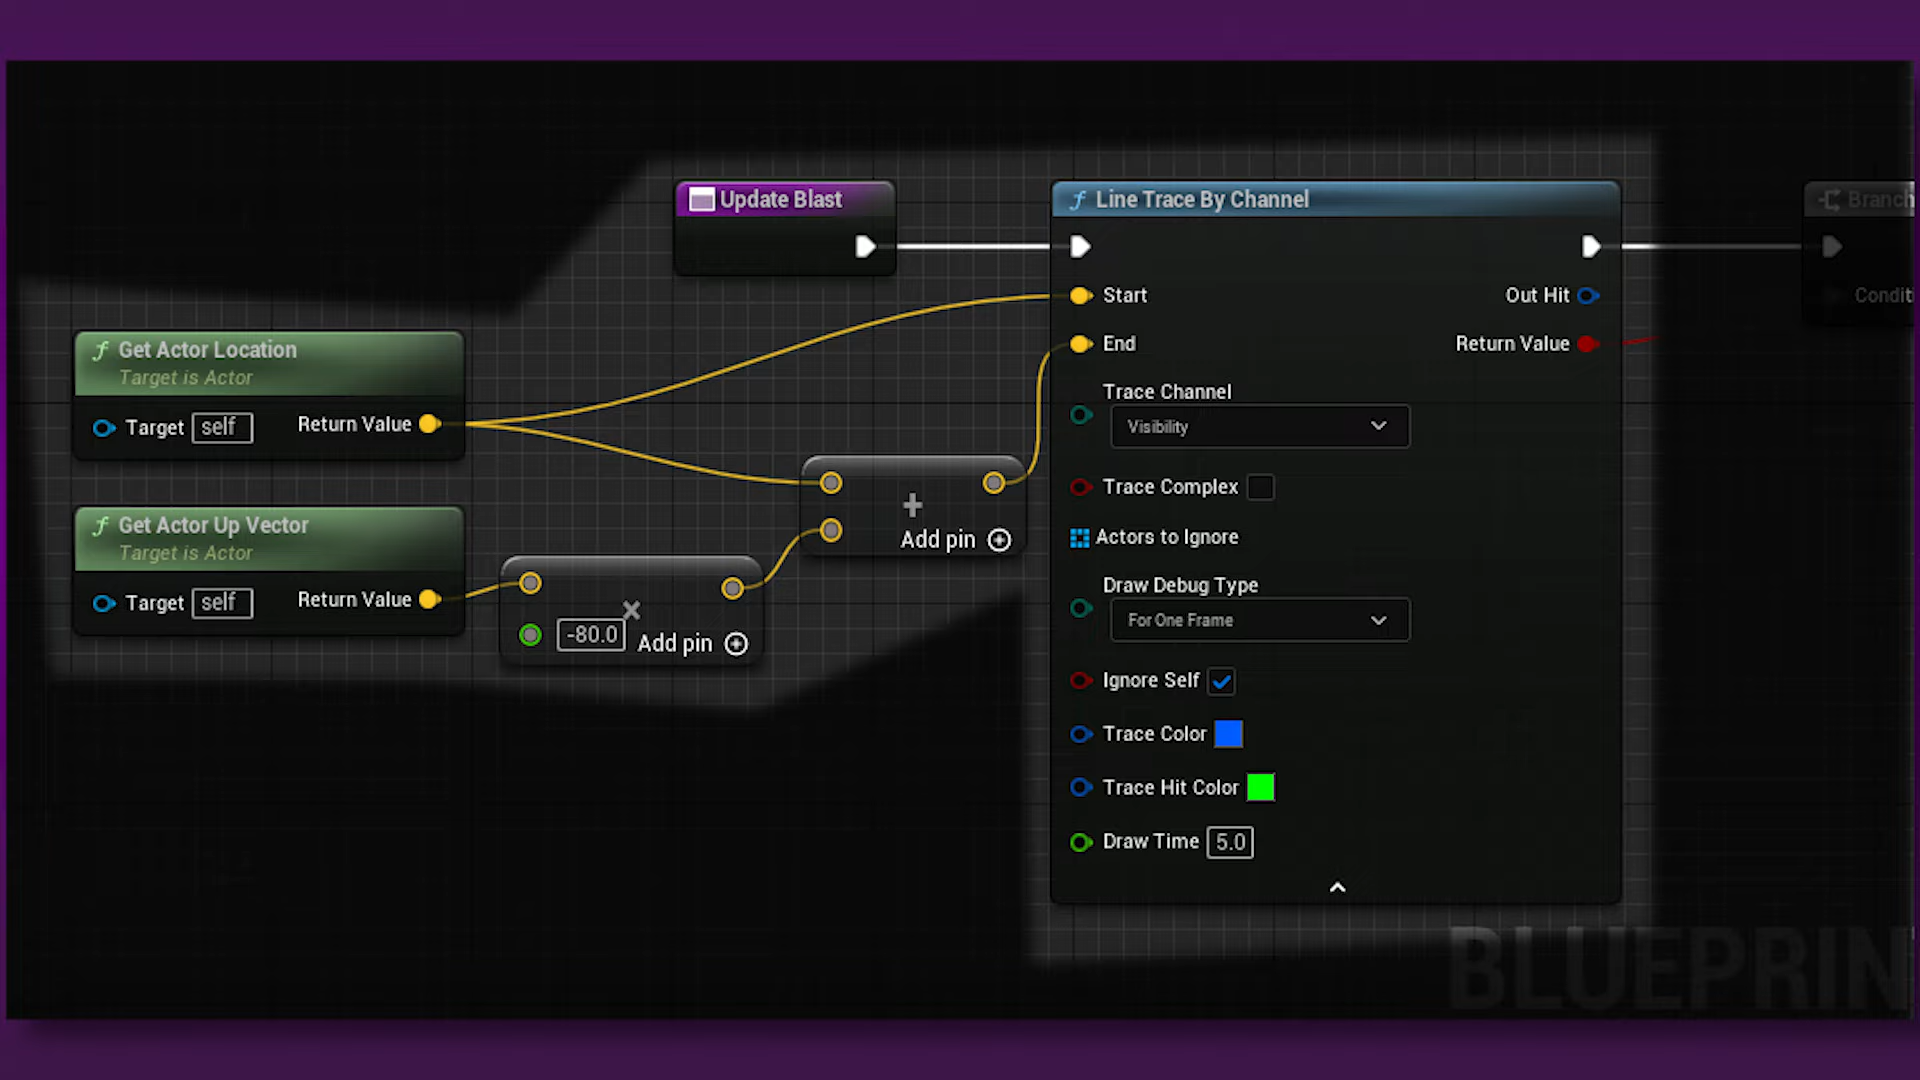 Update Blast
Line Trace By Channel
Branch
Start
Out Hit
Conditi
End
Return Value
Get Actor Location
Target is Actor
Target self
Return Value
Trace Channel
Visibility
Trace Complex
Get Actor Up Vector
Target is Actor
Target self
Return Value
+
Add pin
×
-80.0
Add pin
Actors to Ignore
Draw Debug Type
For One Frame
Ignore Self
Trace Color
Trace Hit Color
Draw Time 5.0
BLUEPRIN